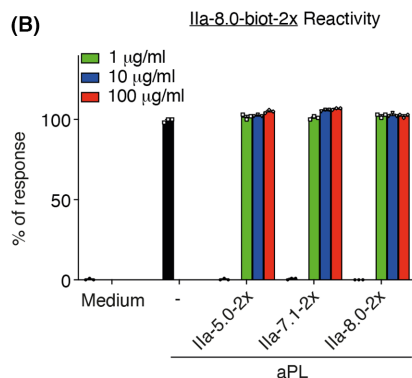 (B)
IIa-8.0-biot-2x Reactivity
1 µg/ml
10 µg/ml
100 µg/ml
% of response
100
50
0
Medium
-
IIa-5.0-2x
IIa-7.1-2x
IIa-8.0-2x
aPL